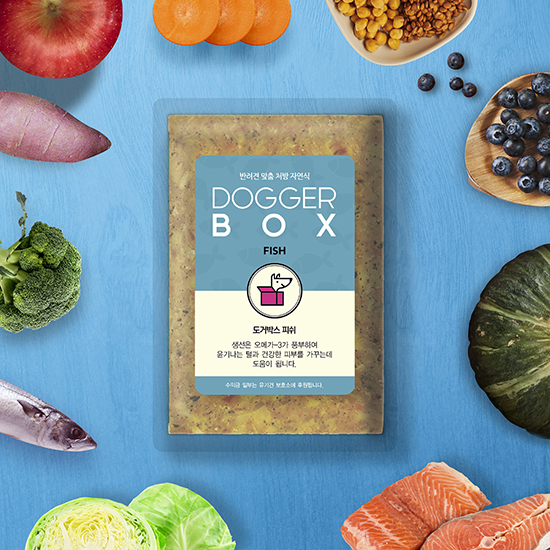 반려견 맞춤 처방 자연식
DOGGER
BOX
FISH
도거박스 피쉬
생선은 오메가-3가 풍부하여
윤기나는 털과 건강한 피부를 가꾸는데
도움이 됩니다.
수익금 일부는 유기견 보호소에 후원됩니다.